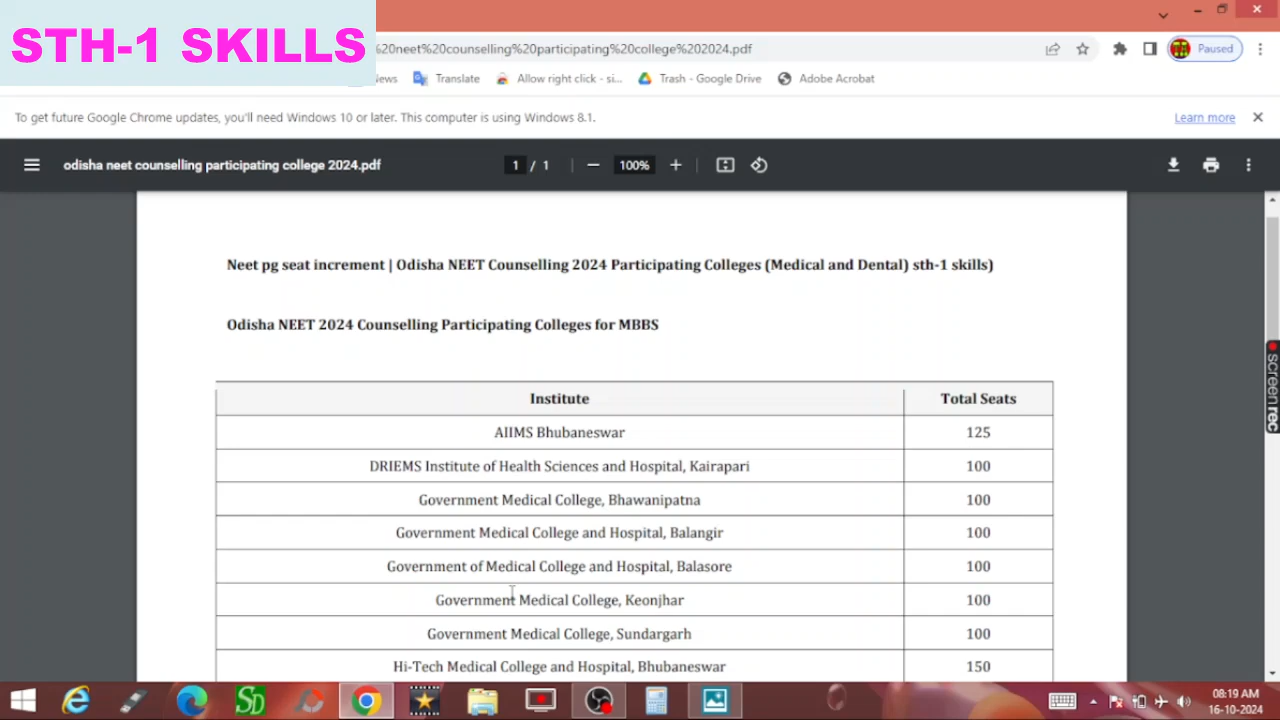 STH-1 SKILLS
%20neet%20counselling%20participating%20college%202024.pdf
Paused
News
Translate
Allow right click - si...
Trash - Google Drive
Adobe Acrobat
To get future Google Chrome updates, you'll need Windows 10 or later. This computer is using Windows 8.1.
Learn more
odisha neet counselling participating college 2024.pdf
1 / 1
100%
Neet pg seat increment | Odisha NEET Counselling 2024 Participating Colleges (Medical and Dental) sth-1 skills)
Odisha NEET 2024 Counselling Participating Colleges for MBBS
Institute Total Seats
AIIMS Bhubaneswar 125
DRIEMS Institute of Health Sciences and Hospital, Kairapari 100
Government Medical College, Bhawanipatna 100
Government Medical College and Hospital, Balangir 100
Government of Medical College and Hospital, Balasore 100
Government Medical College, Keonjhar 100
Government Medical College, Sundargarh 100
Hi-Tech Medical College and Hospital, Bhubaneswar 150
screenrec
08:19 AM
16-10-2024